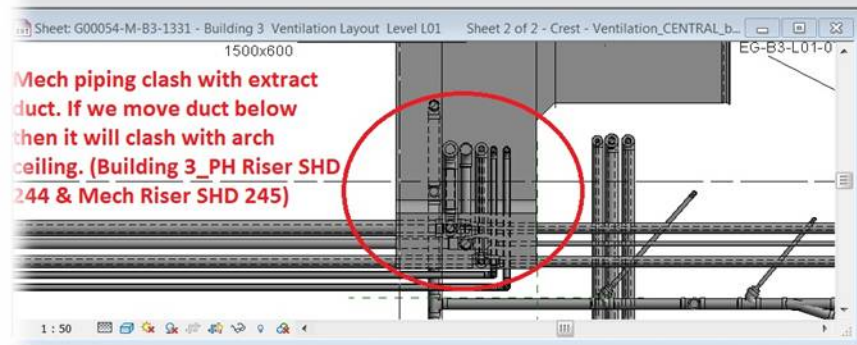 Sheet: G00054-M-B3-1331 - Building 3 Ventilation Layout Level L01
Sheet 2 of 2 - Crest - Ventilation_CENTRAL_b...
1500x600
EG-B3-L01-0
Mech piping clash with extract
duct. If we move duct below
then it will clash with arch
ceiling. (Building 3_PH Riser SHD
244 & Mech Riser SHD 245)
1 : 50